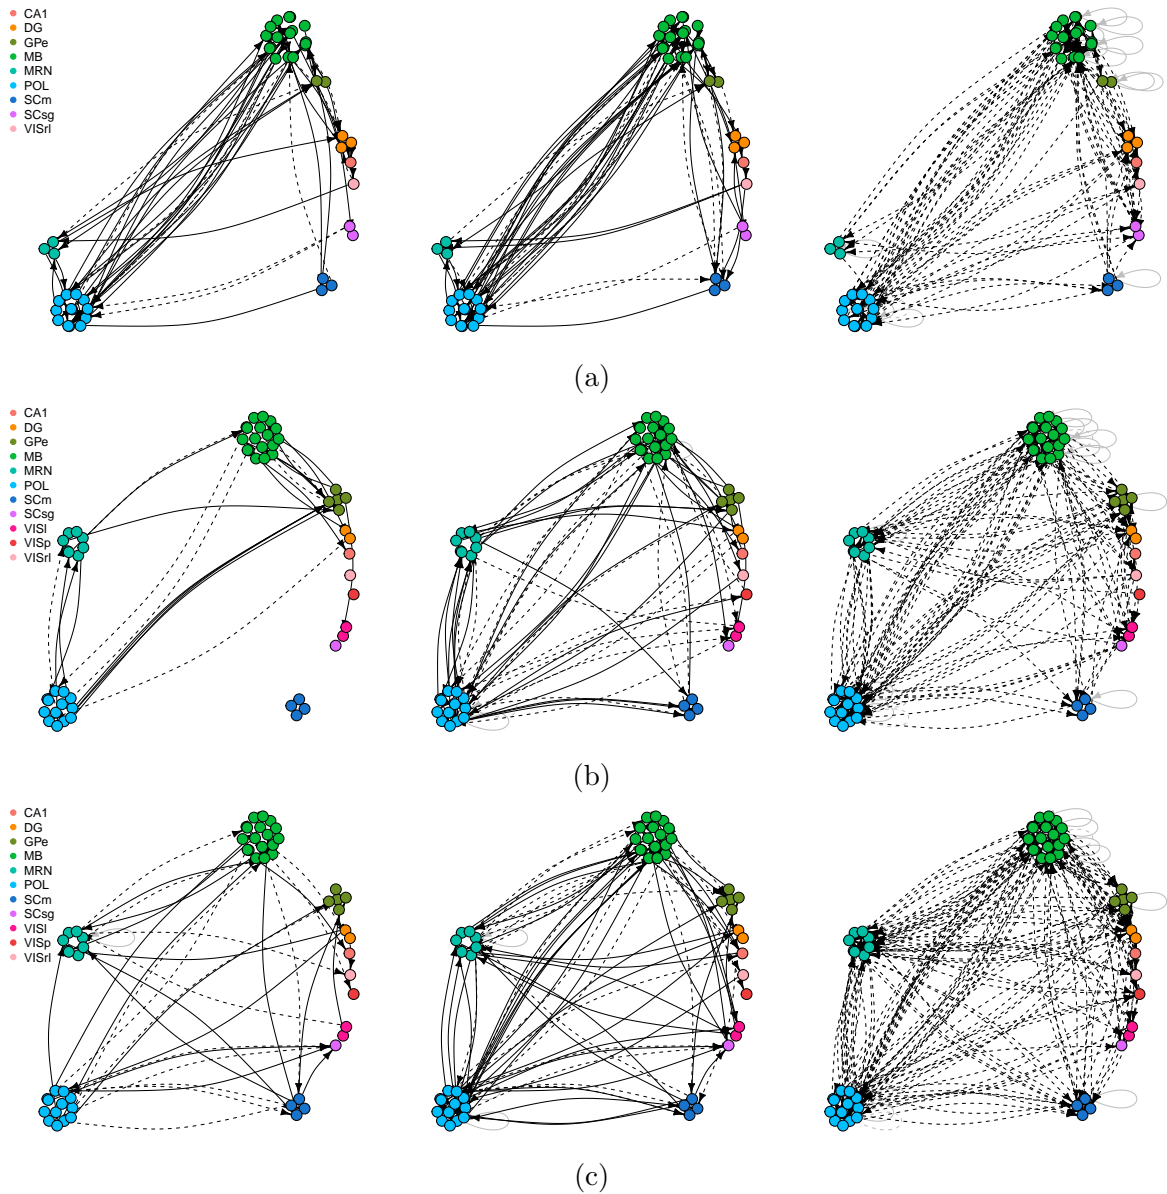 CA1
DG
GPe
MB
MRN
POL
SCm
SCsg
VISrl
(a)
CA1
DG
GPe
MB
MRN
POL
SCm
SCsg
VISl
VISp
VISrl
(b)
CA1
DG
GPe
MB
MRN
POL
SCm
SCsg
VISl
VISp
VISrl
(c)